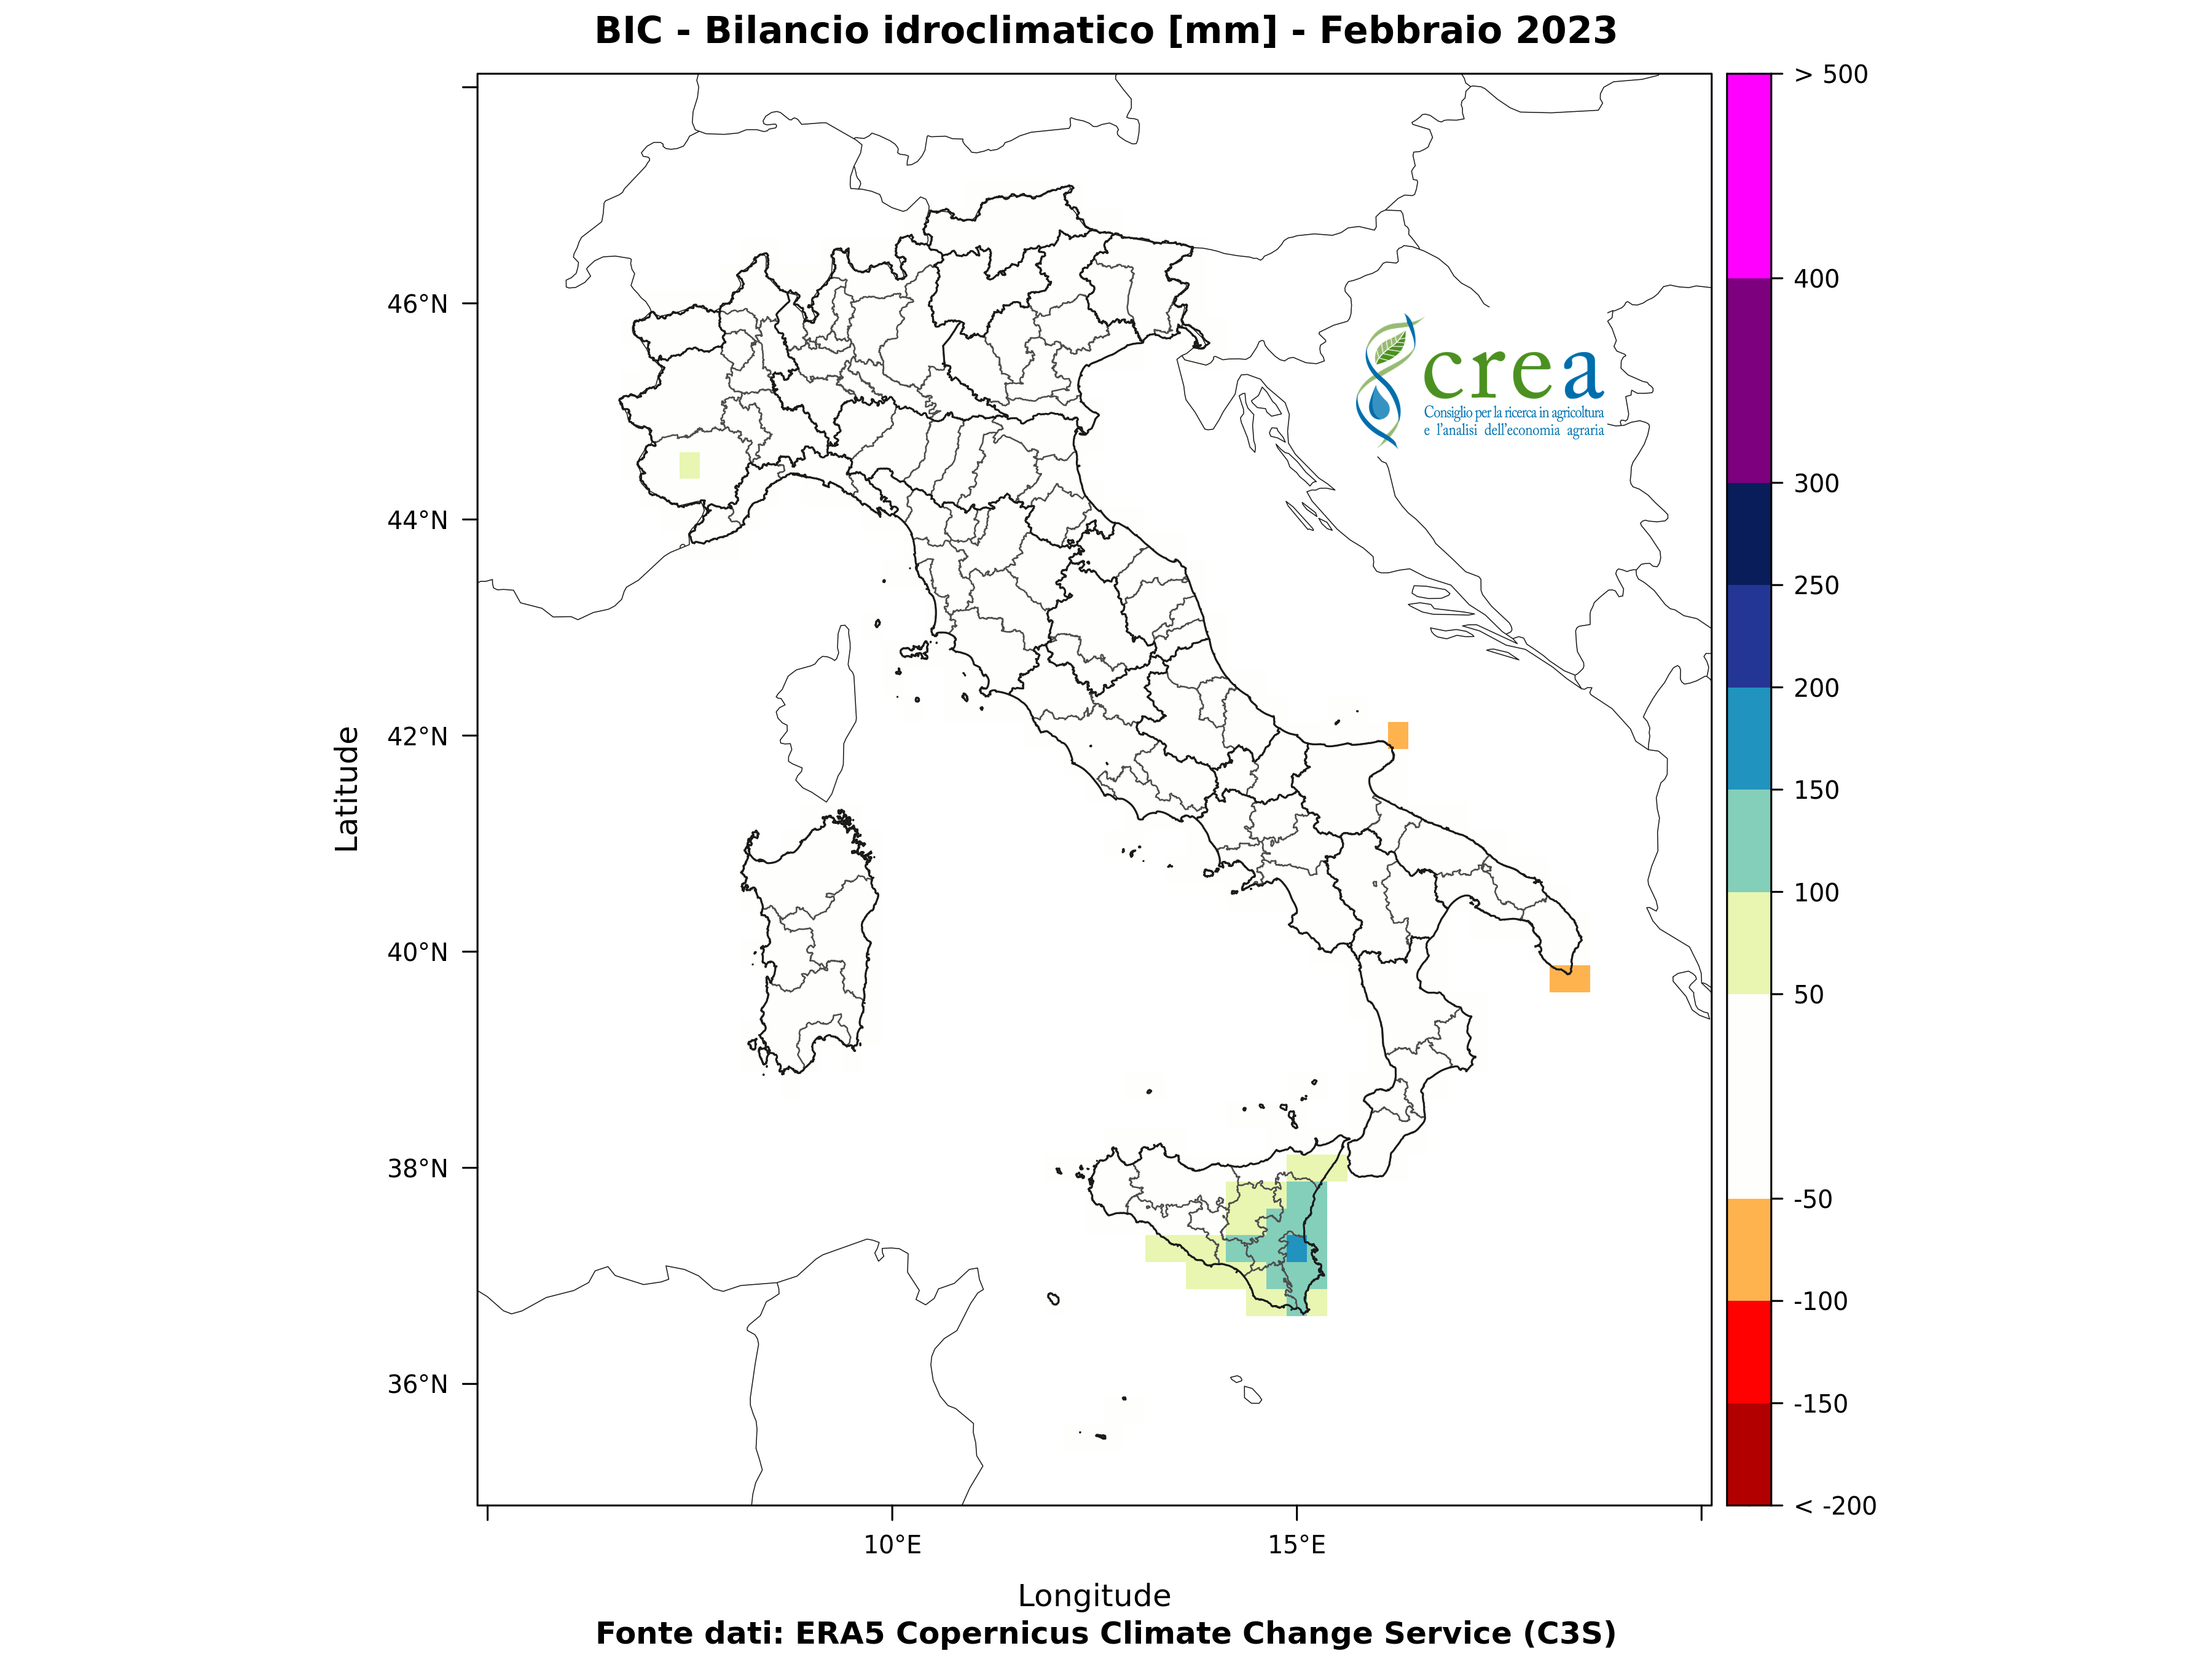 BIC - Bilancio idroclimatico [mm] - Febbraio 2023
> 500
400
300
250
200
150
100
50
-50
-100
-150
< -200
46°N
44°N
42°N
40°N
38°N
36°N
Latitude
crea
Consiglio per la ricerca in agricoltura
e l'analisi dell'economia agraria
10°E
15°E
Longitude
Fonte dati: ERA5 Copernicus Climate Change Service (C3S)